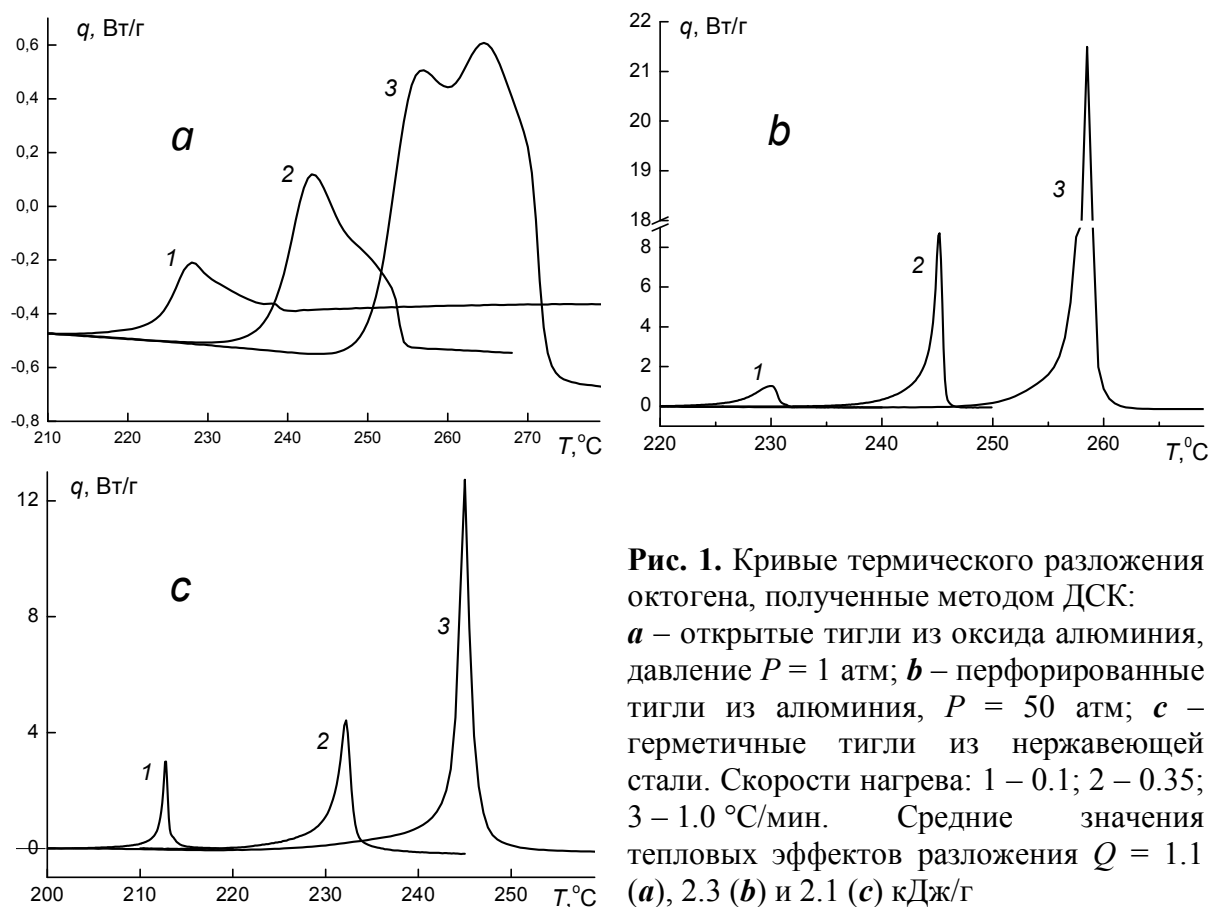 q, Вт/г
0,6
0,4
0,2
0,0
-0,2
-0,4
-0,6
-0,8
a
1
2
3
210 220 230 240 250 260 270
T,°C
q, Вт/г
22
21
20
19
18
8
6
4
2
0
b
1
2
3
220 230 240 250 260
T,°C
q, Вт/г
12
8
4
0
c
1
2
3
200 210 220 230 240 250
T,°C
Рис. 1. Кривые термического разложения
октогена, полученные методом ДСК:
a – открытые тигли из оксида алюминия,
давление P = 1 атм; b – перфорированные
тигли из алюминия, P = 50 атм; c –
герметичные тигли из нержавеющей
стали. Скорости нагрева: 1 – 0.1; 2 – 0.35;
3 – 1.0 °С/мин. Средние значения
тепловых эффектов разложения Q = 1.1
(a), 2.3 (b) и 2.1 (c) кДж/г